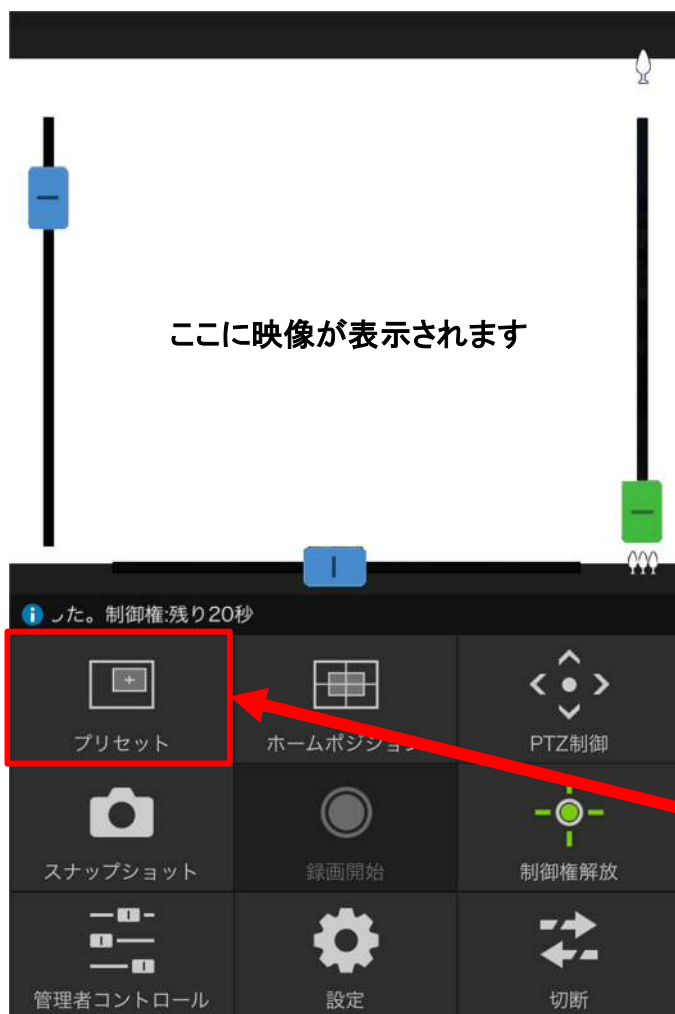 ここに映像が表示されます
した。制御権:残り20秒
プリセット
ホームポジション
PTZ制御
スナップショット
録画開始
制御権解放
管理者コントロール
設定
切断